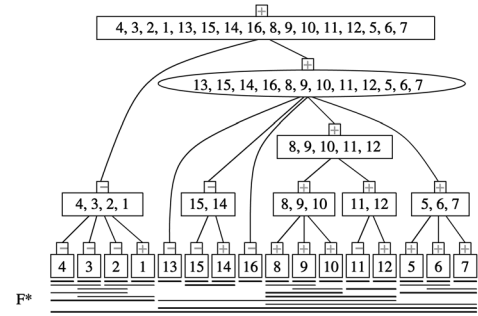 +
4, 3, 2, 1, 13, 15, 14, 16, 8, 9, 10, 11, 12, 5, 6, 7
+
13, 15, 14, 16, 8, 9, 10, 11, 12, 5, 6, 7
+
8, 9, 10, 11, 12
− − + + +
4, 3, 2, 1 15, 14 8, 9, 10 11, 12 5, 6, 7
− − − + − − + − + + + − + + + +
4 3 2 1 13 15 14 16 8 9 10 11 12 5 6 7
F*